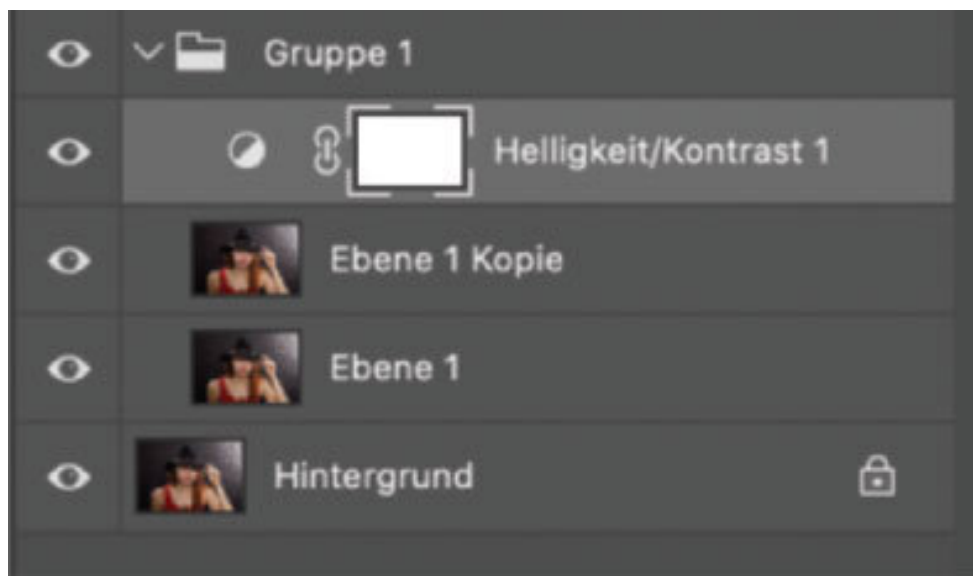 Gruppe 1
Helligkeit/Kontrast 1
Ebene 1 Kopie
Ebene 1
Hintergrund